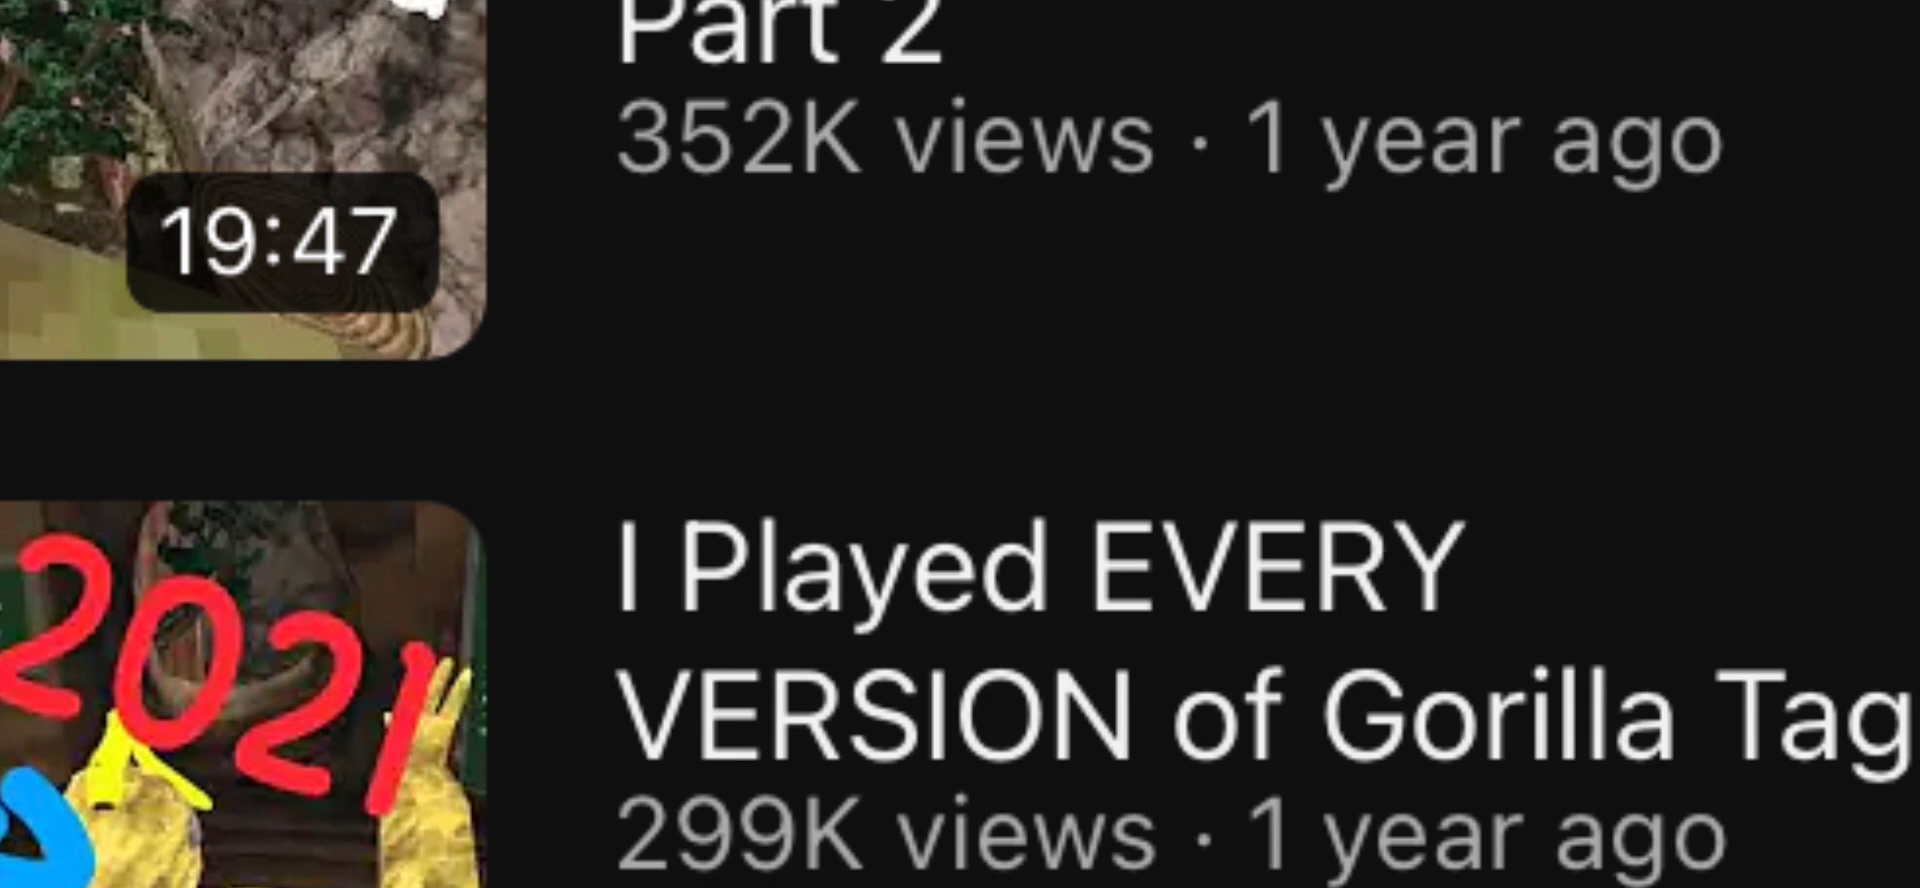 Part 2
352K views · 1 year ago
19:47
I Played EVERY
VERSION of Gorilla Tag
299K views · 1 year ago
2021